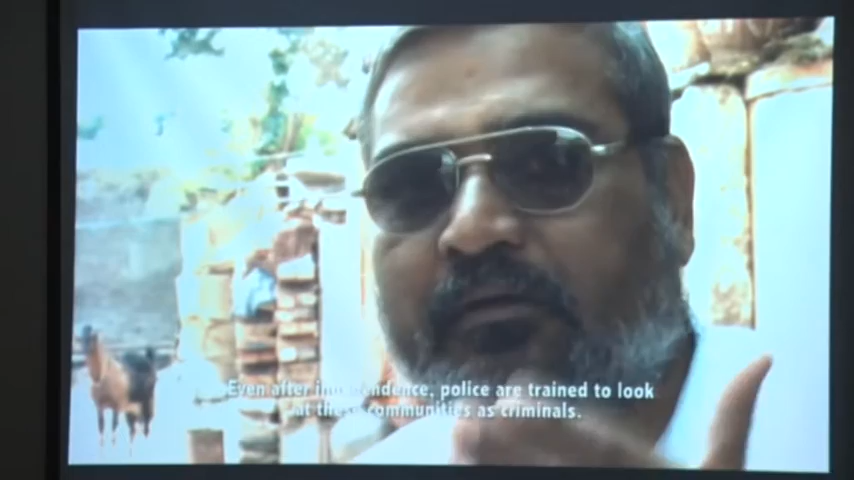 Even after independence, police are trained to look
at these communities as criminals.